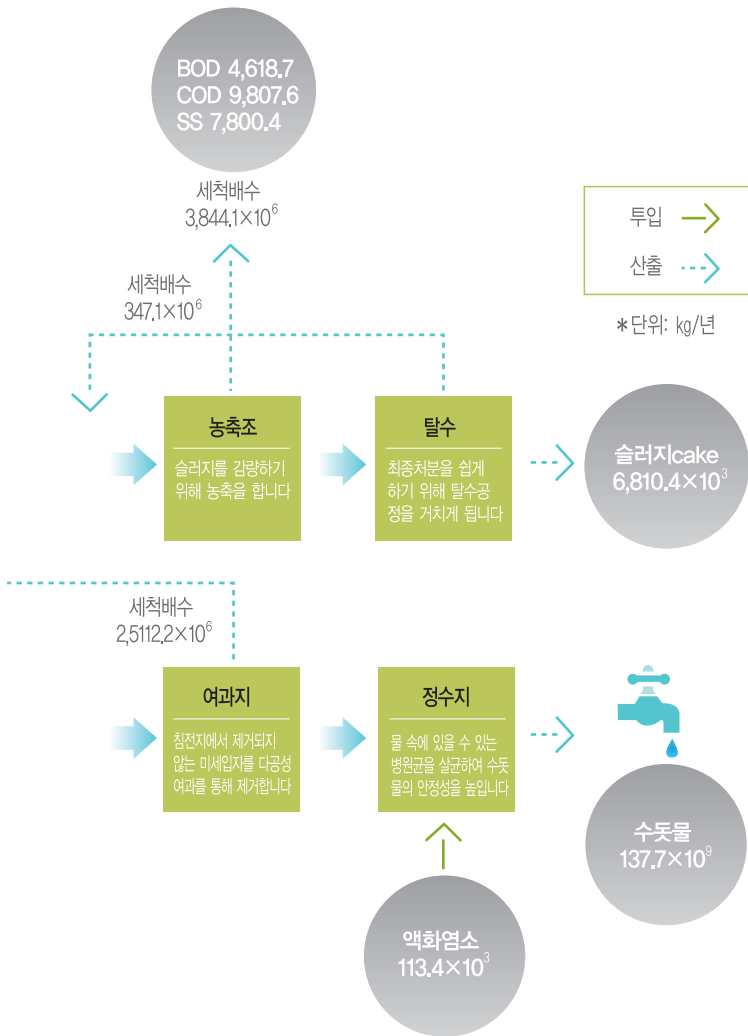 BOD 4,618.7
COD 9,807.6
SS 7,800.4
세척배수
3,844.1×10⁶
투입
산출
*단위: kg/년
세척배수
347.1×10⁶
농축조
슬러지를 감량하기
위해 농축을 합니다
탈수
최종처분을 쉽게
하기 위해 탈수공
정을 거치게 됩니다
슬러지cake
6,810.4×10³
세척배수
2,5112.2×10⁶
여과지
침전지에서 제거되지
않는 미세입자를 다공성
여과를 통해 제거합니다
정수지
물 속에 있을 수 있는
병원균을 살균하여 수돗
물의 안정성을 높입니다
수돗물
137.7×10⁹
액화염소
113.4×10³